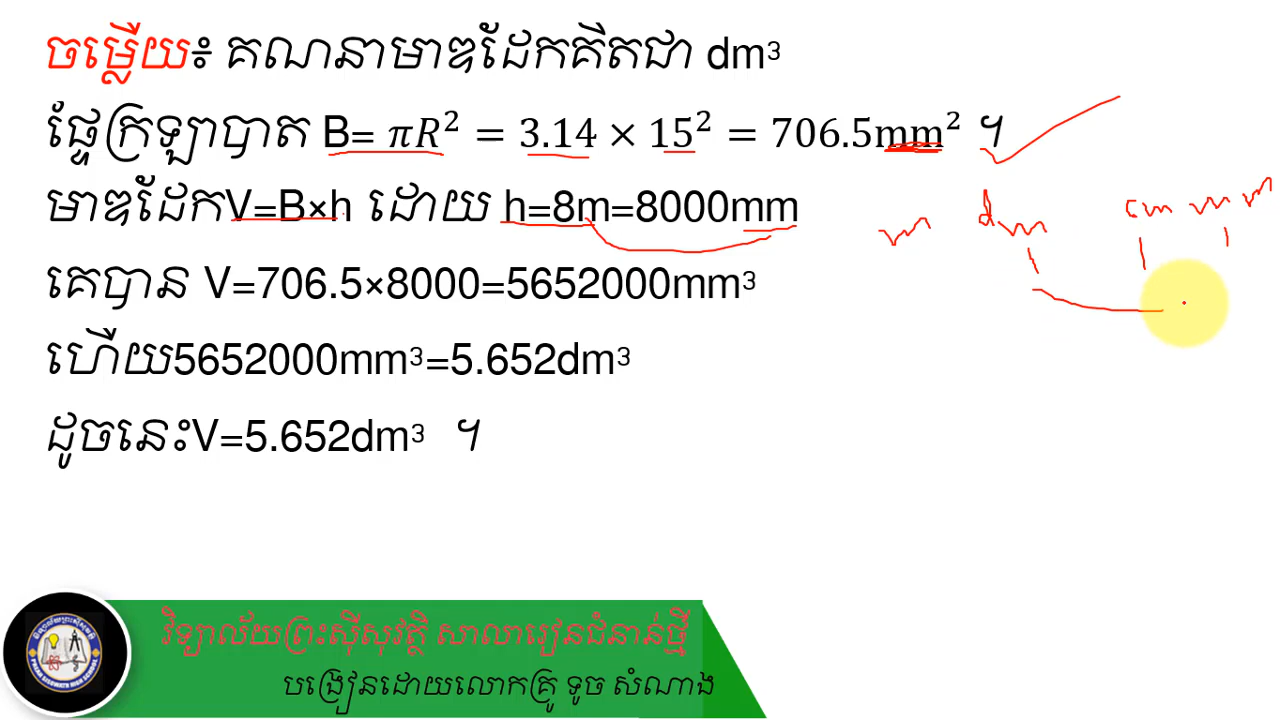 ចម្លើយ៖ គណនាមាឌដែកគិតជា dm³
ផ្ទៃក្រឡាបាត B= πR² = 3.14 × 15² = 706.5mm² ។
មាឌដែកV=B×h ដោយ h=8m=8000mm
m dm cm mm
គេបាន V=706.5×8000=5652000mm³
ហើយ5652000mm³=5.652dm³
ដូចនេះV=5.652dm³ ។
វិទ្យាល័យព្រះស៊ីសុវត្ថិ សាលារៀនជំនាន់ថ្មី
បង្រៀនដោយលោកគ្រូ ទូច សំណាង